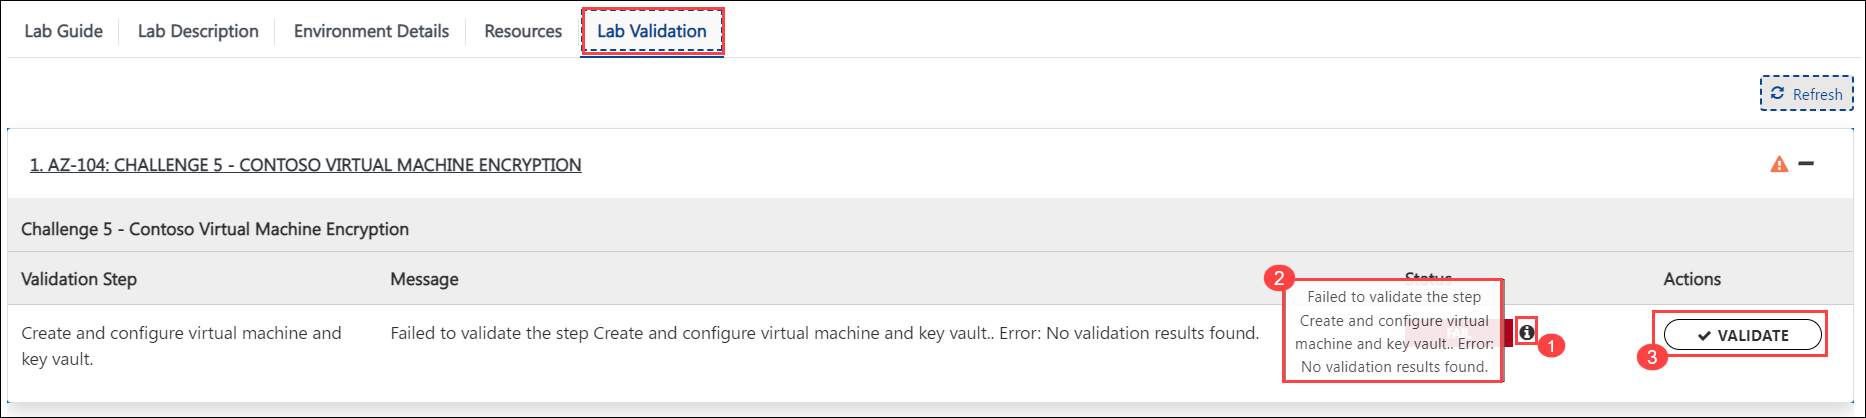 Lab Guide Lab Description Environment Details Resources Lab Validation
Refresh
1. AZ-104: CHALLENGE 5 - CONTOSO VIRTUAL MACHINE ENCRYPTION
Challenge 5 - Contoso Virtual Machine Encryption
Validation Step Message Status Actions
2
Create and configure virtual machine and
key vault.
Failed to validate the step Create and configure virtual machine and key vault.. Error: No validation results found.
Failed to validate the step
Create and configure virtual
machine and key vault.. Error:
No validation results found.
FAIL
1
VALIDATE
3